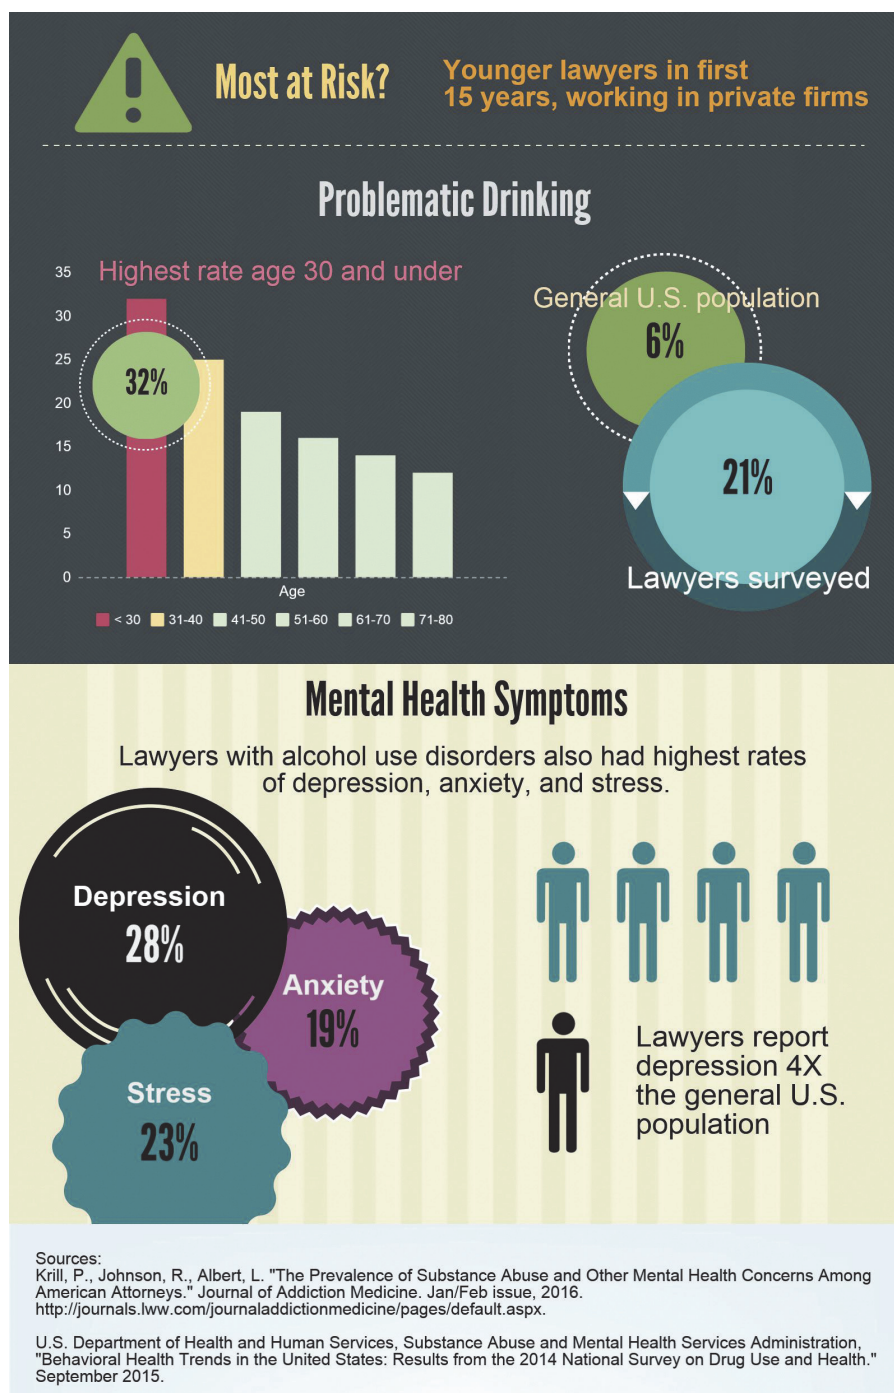 Most at Risk?
Younger lawyers in first
15 years, working in private firms
Problematic Drinking
Highest rate age 30 and under
35
30
25
20
15
10
5
0
32%
Age
< 30 31-40 41-50 51-60 61-70 71-80
General U.S. population
6%
21%
Lawyers surveyed
Mental Health Symptoms
Lawyers with alcohol use disorders also had highest rates
of depression, anxiety, and stress.
Depression
28%
Anxiety
19%
Stress
23%
Lawyers report
depression 4X
the general U.S.
population
Sources:
Krill, P., Johnson, R., Albert, L. "The Prevalence of Substance Abuse and Other Mental Health Concerns Among
American Attorneys." Journal of Addiction Medicine. Jan/Feb issue, 2016.
http://journals.lww.com/journaladdictionmedicine/pages/default.aspx.
U.S. Department of Health and Human Services, Substance Abuse and Mental Health Services Administration,
"Behavioral Health Trends in the United States: Results from the 2014 National Survey on Drug Use and Health."
September 2015.